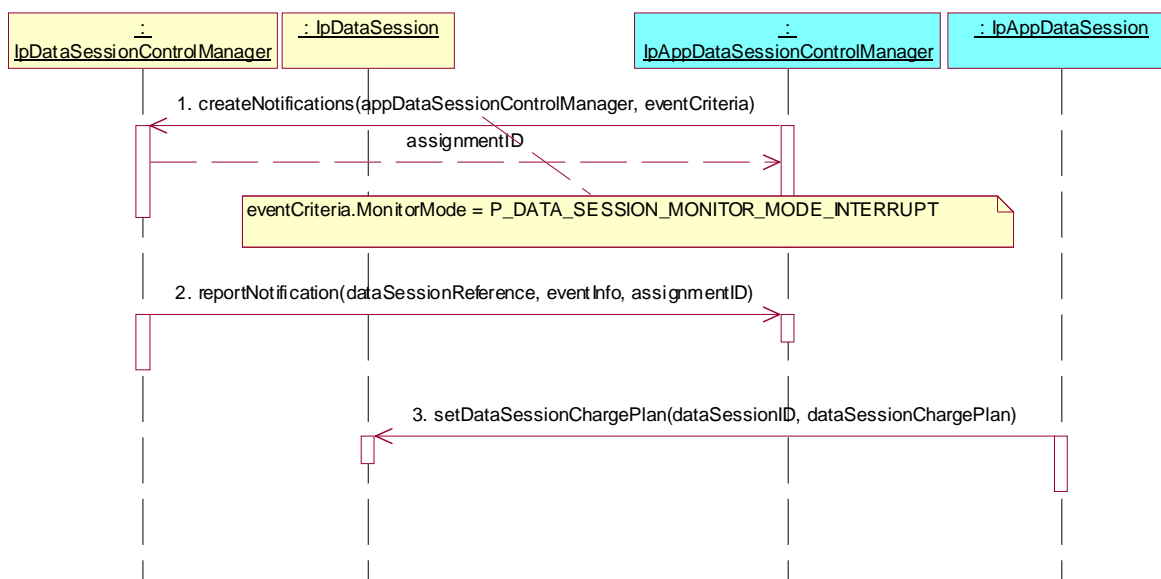 :
IpDataSessionControlManager
: IpDataSession
:
IpAppDataSessionControlManager
: IpAppDataSession
1. createNotifications(appDataSessionControlManager, eventCriteria)
assignmentID
eventCriteria.MonitorMode = P_DATA_SESSION_MONITOR_MODE_INTERRUPT
2. reportNotification(dataSessionReference, eventInfo, assignmentID)
3. setDataSessionChargePlan(dataSessionID, dataSessionChargePlan)